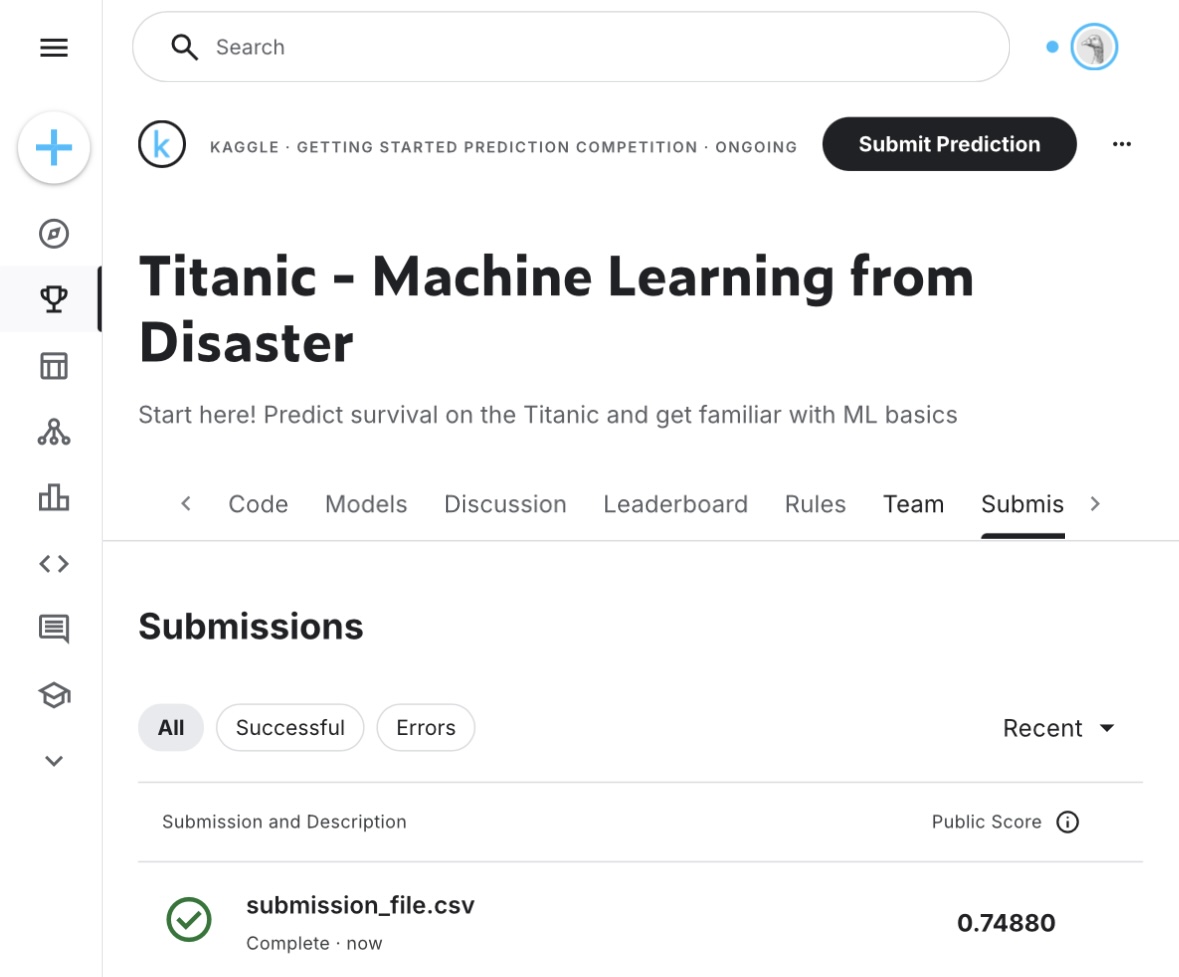 Search
k KAGGLE · GETTING STARTED PREDICTION COMPETITION · ONGOING Submit Prediction
Titanic - Machine Learning from
Disaster
Start here! Predict survival on the Titanic and get familiar with ML basics
Code Models Discussion Leaderboard Rules Team Submis
Submissions
All Successful Errors Recent
Submission and Description Public Score
submission_file.csv 0.74880
Complete · now